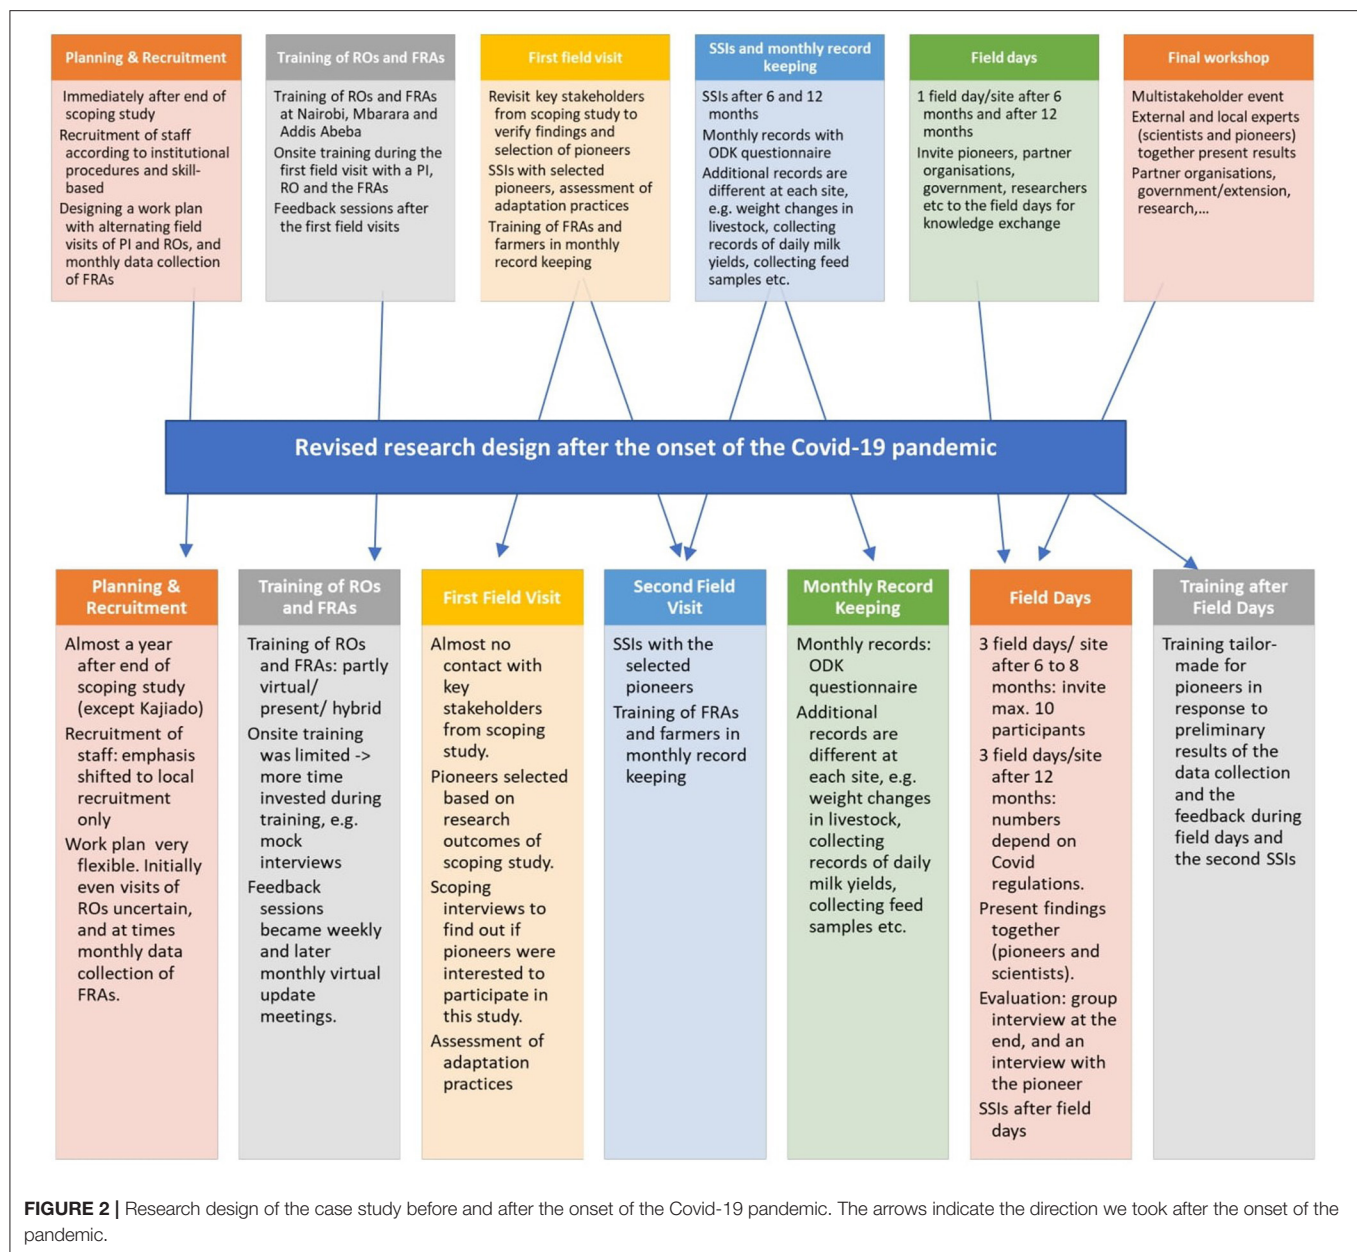 Planning & Recruitment
Immediately after end of
scoping study
Recruitment of staff
according to institutional
procedures and skill-
based
Designing a work plan
with alternating field
visits of PI and ROs, and
monthly data collection
of FRAs
Training of ROs and FRAs
Training of ROs and FRAs
at Nairobi, Mbarara and
Addis Abeba
Onsite training during the
first field visit with a PI,
RO and the FRAs
Feedback sessions after
the first field visits
First field visit
Revisit key stakeholders
from scoping study to
verify findings and
selection of pioneers
SSIs with selected
pioneers, assessment of
adaptation practices
Training of FRAs and
farmers in monthly
record keeping
SSIs and monthly record
keeping
SSIs after 6 and 12
months
Monthly records with
ODK questionnaire
Additional records are
different at each site,
e.g. weight changes in
livestock, collecting
records of daily milk
yields, collecting feed
samples etc.
Field days
1 field day/site after 6
months and after 12
months
Invite pioneers, partner
organisations,
government, researchers
etc to the field days for
knowledge exchange
Final workshop
Multistakeholder event
External and local experts
(scientists and pioneers)
together present results
Partner organisations,
government/extension,
research,...
Revised research design after the onset of the Covid-19 pandemic
Planning &
Recruitment
Almost a year
after end of
scoping study
(except Kajiado)
Recruitment of
staff: emphasis
shifted to local
recruitment
only
Work plan very
flexible. Initially
even visits of
ROs uncertain,
and at times
monthly data
collection of
FRAs.
Training of ROs
and FRAs
Training of ROs
and FRAs: partly
virtual/
present/ hybrid
Onsite training
was limited ->
more time
invested during
training, e.g.
mock
interviews
Feedback
sessions
became weekly
and later
monthly virtual
update
meetings.
First Field Visit
Almost no
contact with
key
stakeholders
from scoping
study.
Pioneers selected
based on
research
outcomes of
scoping study.
Scoping
interviews to
find out if
pioneers were
interested to
participate in
this study.
Assessment of
adaptation
practices
Second Field
Visit
SSIs with the
selected
pioneers
Training of FRAs
and farmers in
monthly record
keeping
Monthly Record
Keeping
Monthly records:
ODK
questionnaire
Additional
records are
different at
each site, e.g.
weight changes
in livestock,
collecting
records of daily
milk yields,
collecting feed
samples etc.
Field Days
3 field days/ site
after 6 to 8
months: invite
max. 10
participants
3 field days/site
after 12
months:
numbers
depend on
Covid
regulations.
Present findings
together
(pioneers and
scientists).
Evaluation: group
interview at the
end, and an
interview with
the pioneer
SSIs after field
days
Training after
Field Days
Training tailor-
made for
pioneers in
response to
preliminary
results of the
data collection
and the
feedback during
field days and
the second SSIs
FIGURE 2 | Research design of the case study before and after the onset of the Covid-19 pandemic. The arrows indicate the direction we took after the onset of the
pandemic.